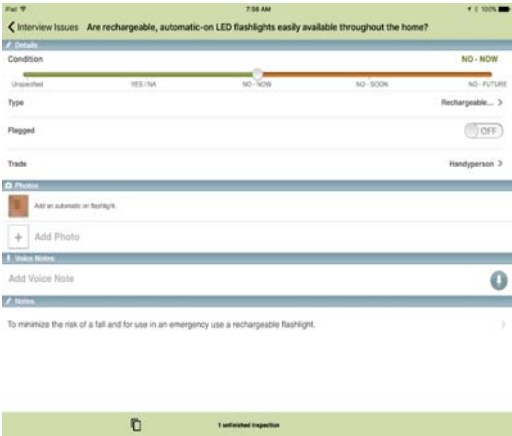 iPad
7:56 AM
100%
Interview Issues
Are rechargeable, automatic-on LED flashlights easily available throughout the home?
Details
Condition
NO - NOW
Unspecified
YES / NA
NO - NOW
NO - SOON
NO - FUTURE
Type
Rechargeable...
Flagged
OFF
Trade
Handyperson
Photos
Add an automatic on flashlight.
+ Add Photo
Voice Notes
Add Voice Note
Notes
To minimize the risk of a fall and for use in an emergency use a rechargeable flashlight.
1 unfinished inspection